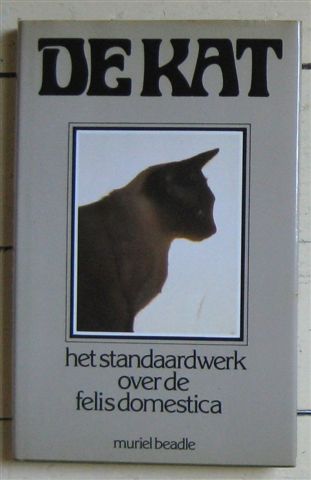 DE KAT
het standaardwerk
over de
felis domestica
muriel beadle